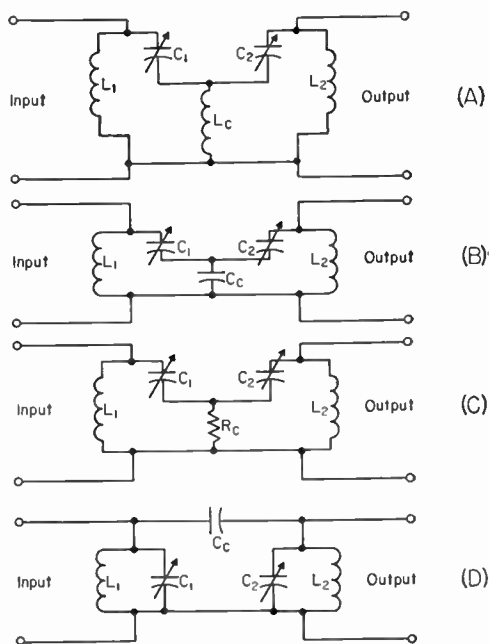 C1 C2
L1 L2
Input LC Output (A)
C1 C2
Input L1 CC L2 Output (B)
C1 C2
Input L1 RC L2 Output (C)
CC
Input L1 C1 C2 L2 Output (D)